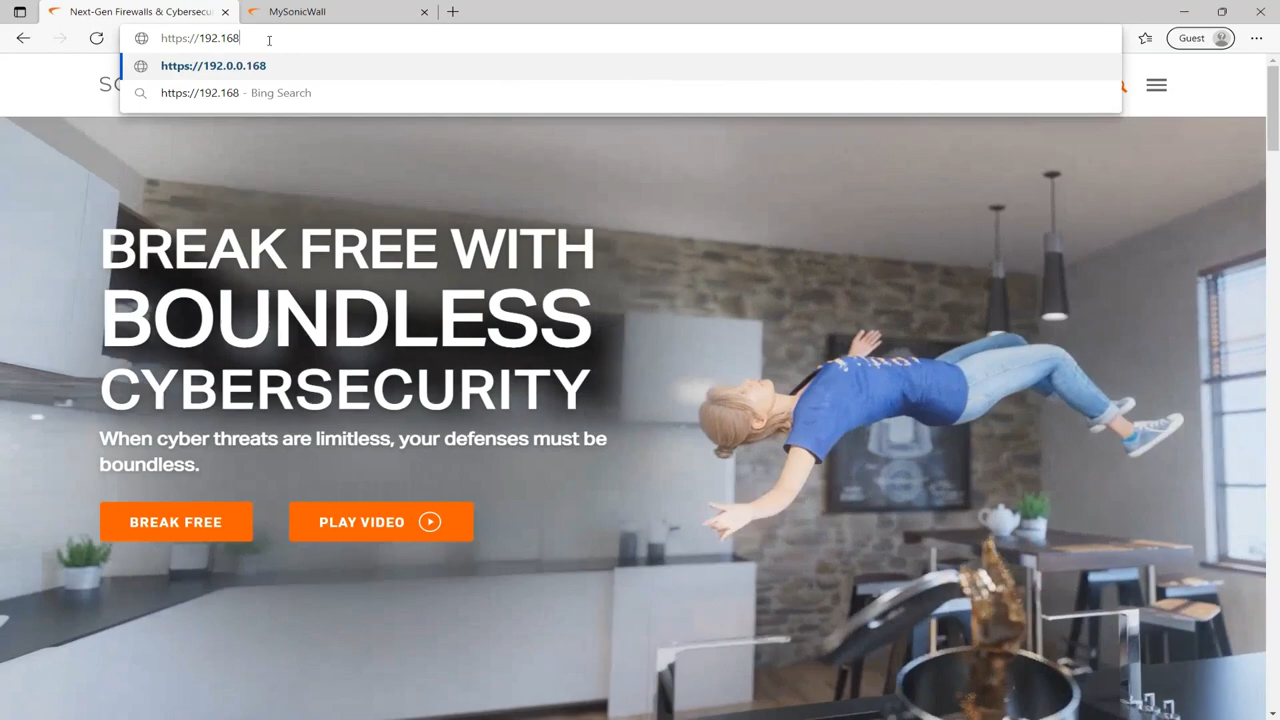 Next-Gen Firewalls & Cybersecu
MySonicWall
https://192.168
Guest
https://192.0.0.168
https://192.168 - Bing Search
BREAK FREE WITH
BOUNDLESS
CYBERSECURITY
When cyber threats are limitless, your defenses must be
boundless.
BREAK FREE
PLAY VIDEO